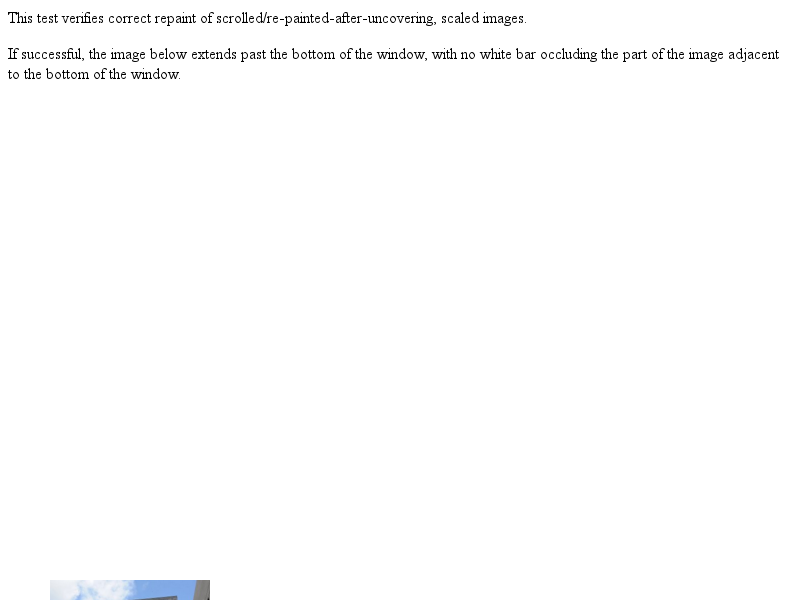 This test verifies correct repaint of scrolled/re-painted-after-uncovering, scaled images.
If successful, the image below extends past the bottom of the window, with no white bar occluding the part of the image adjacent
to the bottom of the window.